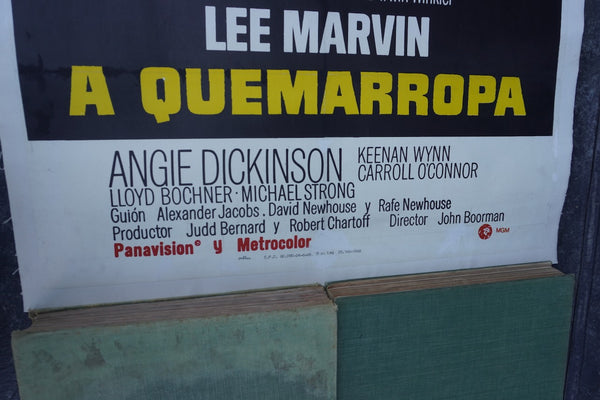 LEE MARVIN
A QUEMARROPA
ANGIE DICKINSON
KEENAN WYNN
CARROLL O'CONNOR
LLOYD BOCHNER · MICHAEL STRONG
Guión Alexander Jacobs. David Newhouse y Rafe Newhouse
Productor Judd Bernard y Robert Chartoff Director John Boorman
MGM
Panavision® y Metrocolor